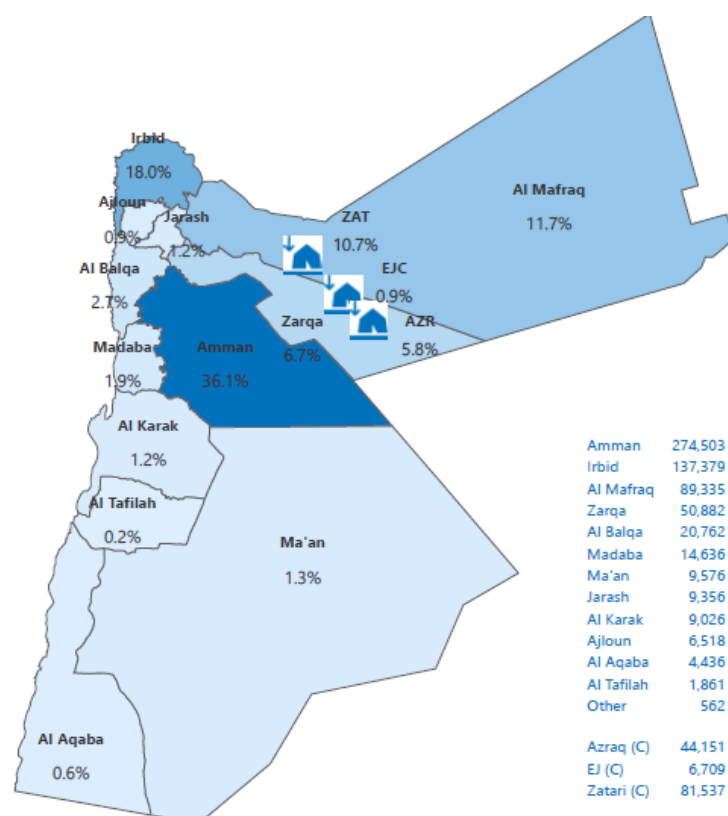 Irbid
18.0%
Ajloun
0.9%
Jarash
1.2%
ZAT
10.7%
Al Mafraq
11.7%
EJC
0.9%
Al Balqa
2.7%
Zarqa
6.7%
AZR
5.8%
Madaba
1.9%
Amman
36.1%
Al Karak
1.2%
Al Tafilah
0.2%
Ma'an
1.3%
Al Aqaba
0.6%
Amman 274,503
Irbid 137,379
Al Mafraq 89,335
Zarqa 50,882
Al Balqa 20,762
Madaba 14,636
Ma'an 9,576
Jarash 9,356
Al Karak 9,026
Ajloun 6,518
Al Aqaba 4,436
Al Tafilah 1,861
Other 562
Azraq (C) 44,151
EJ (C) 6,709
Zatari (C) 81,537